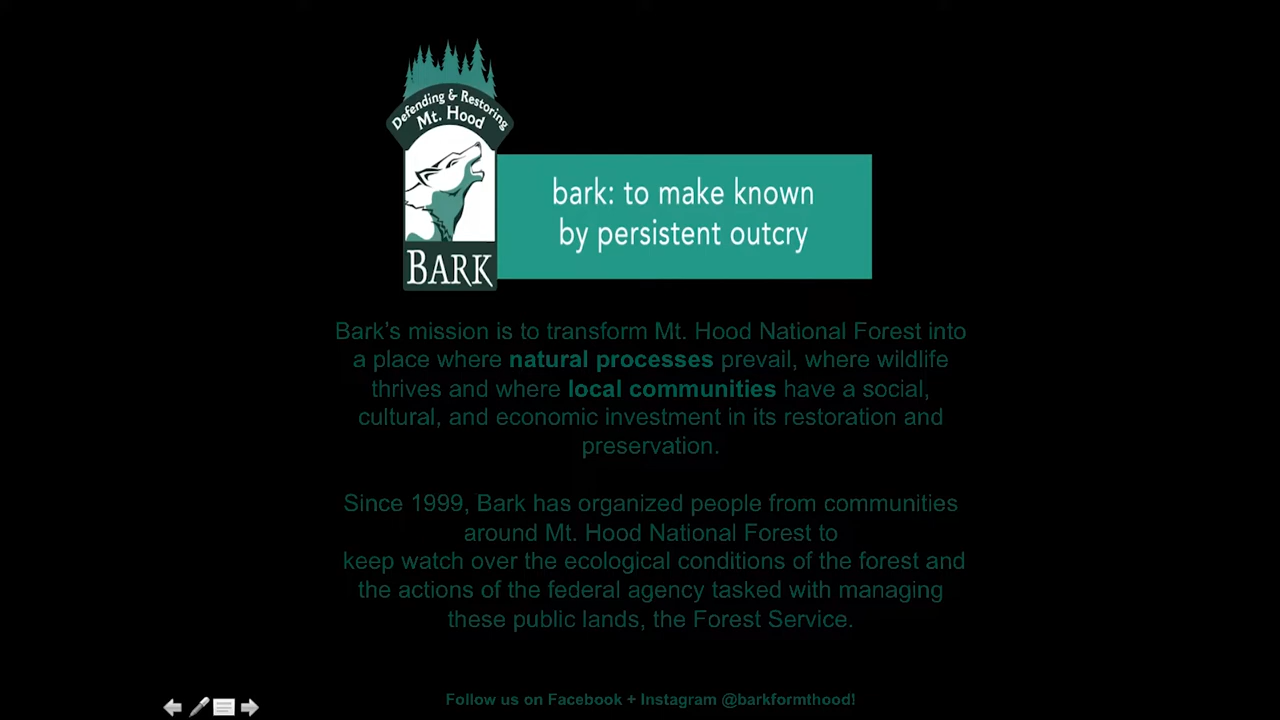 Defending & Restoring
Mt. Hood
BARK
bark: to make known
by persistent outcry
Bark's mission is to transform Mt. Hood National Forest into
a place where natural processes prevail, where wildlife
thrives and where local communities have a social,
cultural, and economic investment in its restoration and
preservation.
Since 1999, Bark has organized people from communities
around Mt. Hood National Forest to
keep watch over the ecological conditions of the forest and
the actions of the federal agency tasked with managing
these public lands, the Forest Service.
Follow us on Facebook + Instagram @barkformthood!